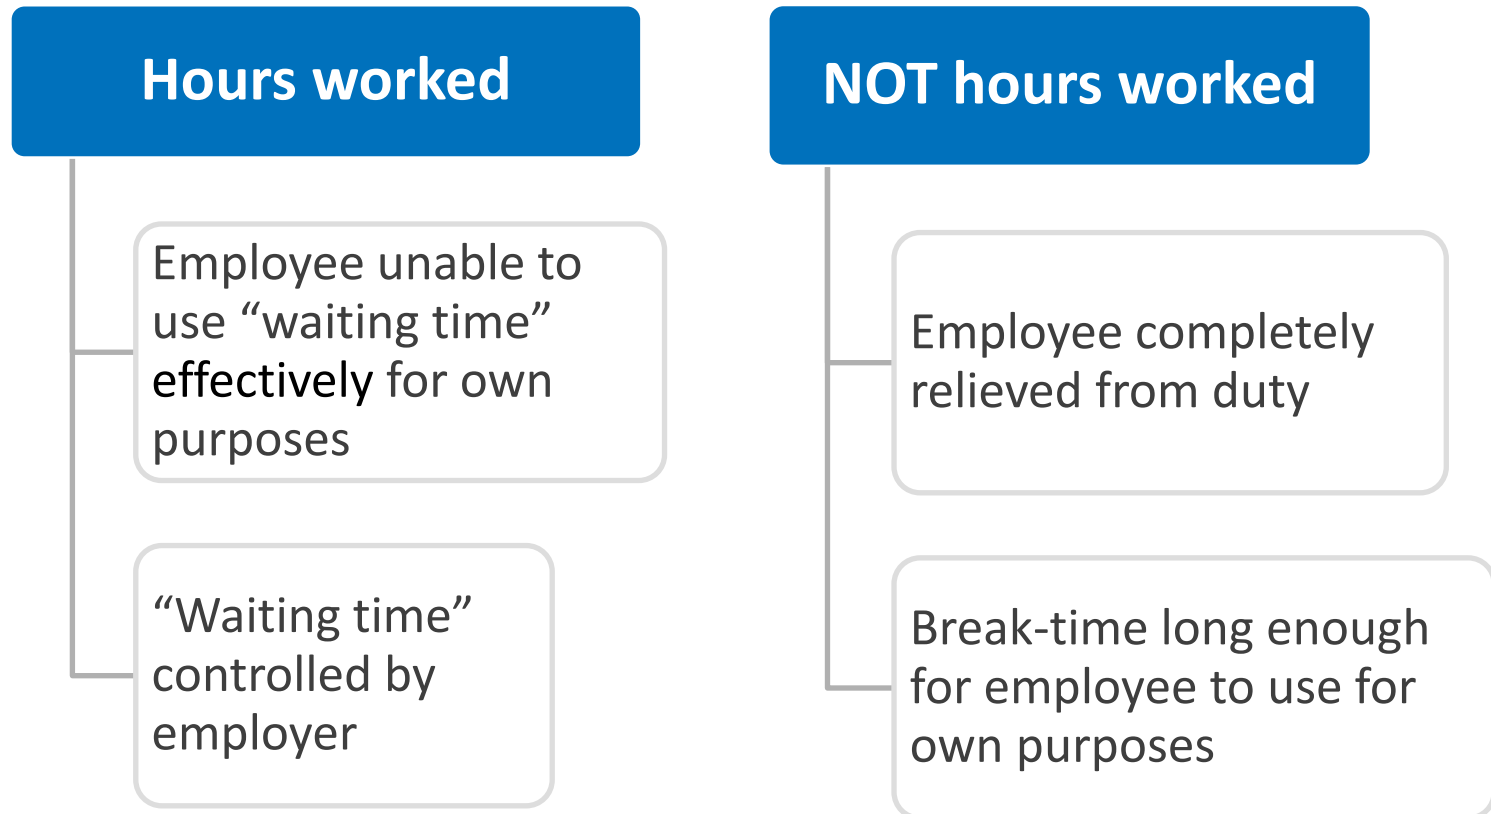 Hours worked
Employee unable to
use “waiting time”
effectively for own
purposes
“Waiting time”
controlled by
employer
NOT hours worked
Employee completely
relieved from duty
Break-time long enough
for employee to use for
own purposes